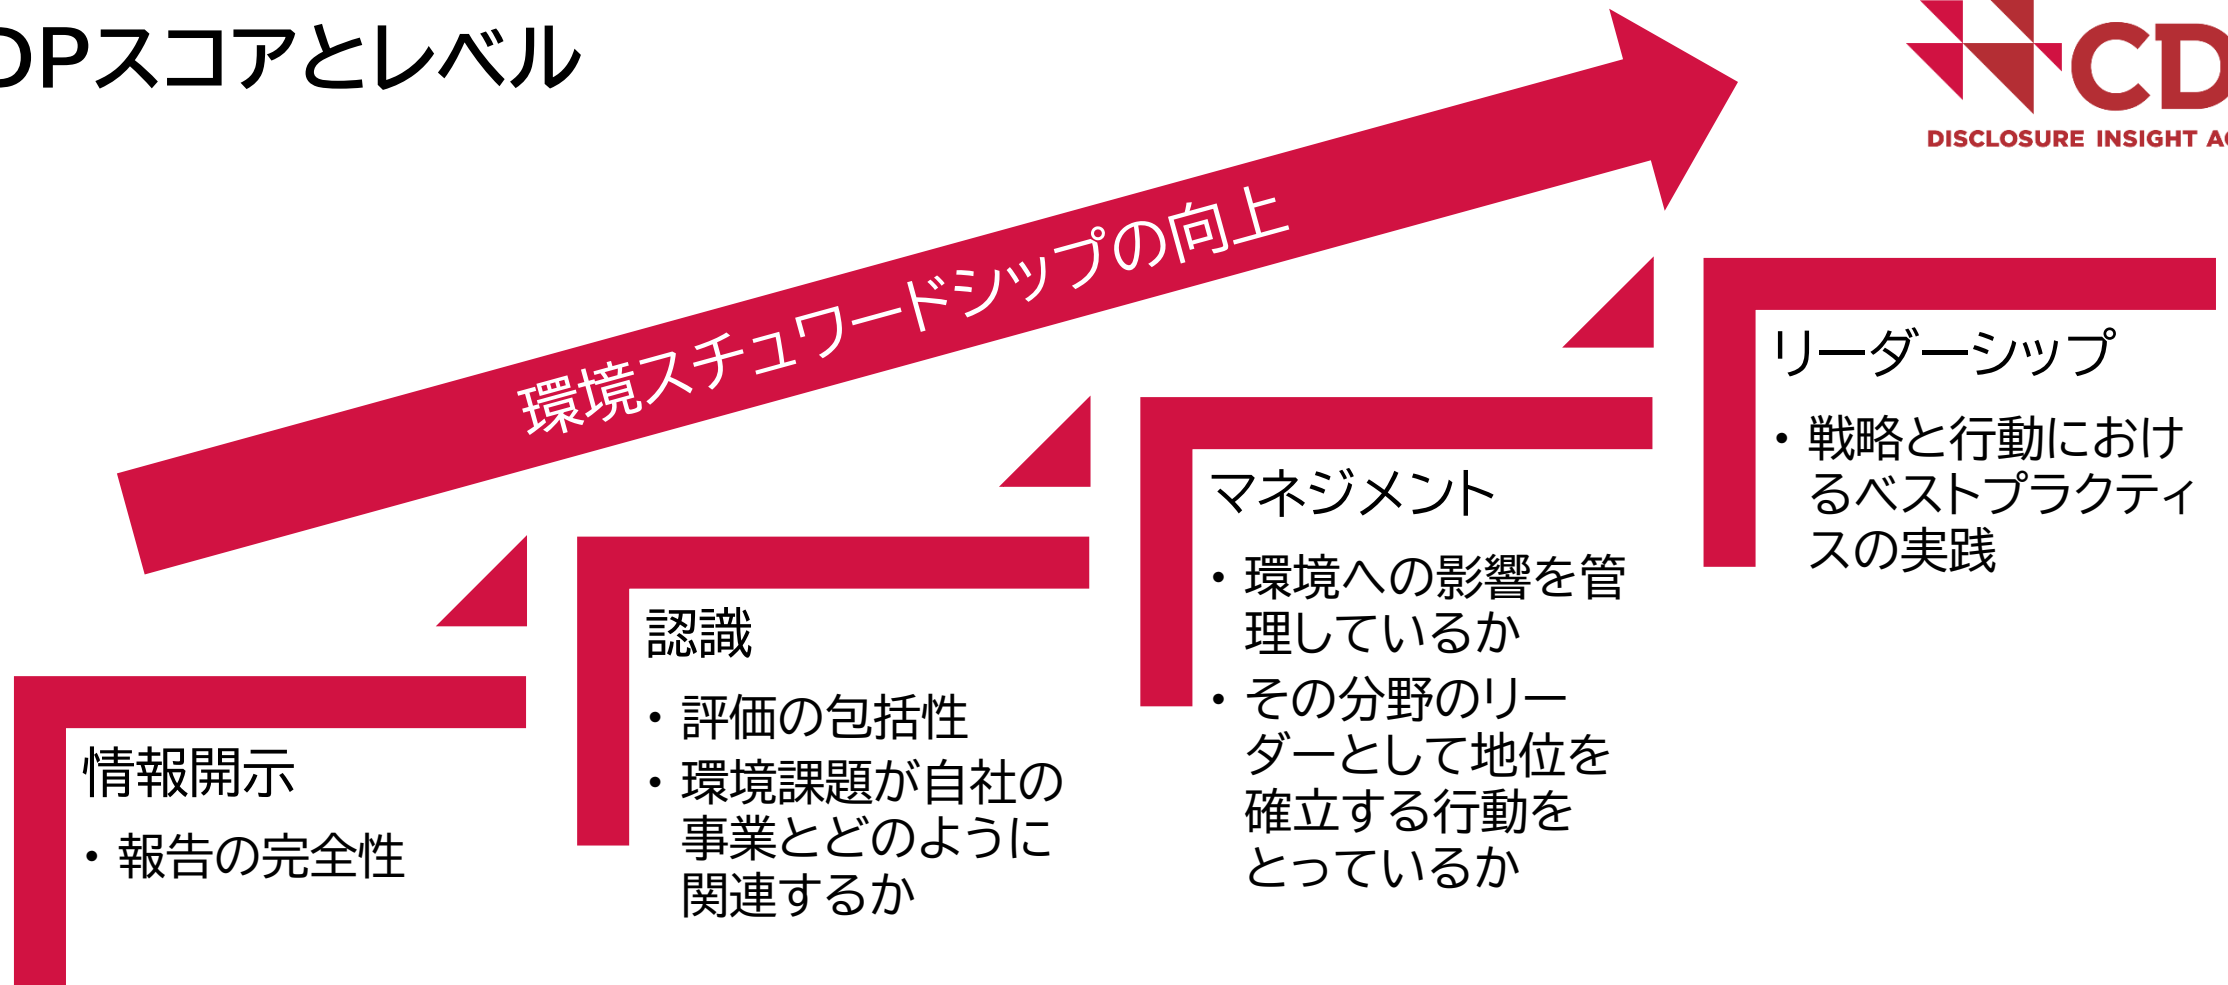 DPスコアとレベル
CD
DISCLOSURE INSIGHT AC
環境スチュワードシップの向上
リーダーシップ
・戦略と行動におけ
るベストプラクティ
スの実践
マネジメント
・環境への影響を管
理しているか
・その分野のリー
ダーとして地位を
確立する行動を
とっているか
認識
・評価の包括性
・環境課題が自社の
事業とどのように
関連するか
情報開示
・報告の完全性